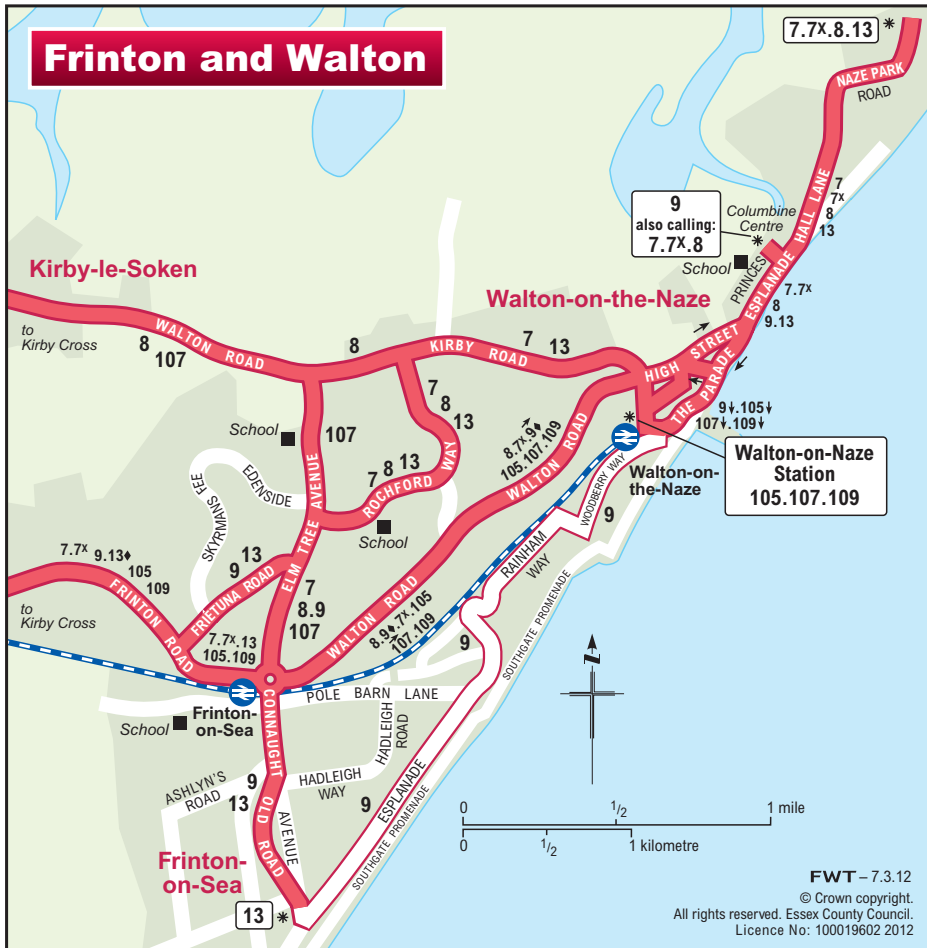 Frinton and Walton
7.7X.8.13 *
NAZE PARK
ROAD
HALL LANE
7
7X
8
13
9
also calling:
7.7X.8
Columbine
Centre
*
School
PRINCES
ESPLANADE
7.7X
8
9.13
Kirby-le-Soken
Walton-on-the-Naze
to
Kirby Cross
WALTON ROAD
8
107
8
KIRBY ROAD
7 13
HIGH STREET
THE PARADE
9↓.105↓
107↓.109↓
*
Walton-on-Naze
Station
105.107.109
Walton-on-
the-Naze
School
107
7
8
13
ROCHFORD WAY
7 8 13
School
8.7X.9♦
105.107.109
WALTON ROAD
WOODBERRY WAY
9
RAINHAM
WAY
SOUTHGATE PROMENADE
EDENSIDE
SKYRMANS FEE
ELM TREE AVENUE
7
8.9
107
13
9
FRIETUNA ROAD
7.7X 9.13♦
105
109
FRINTON ROAD
to
Kirby Cross
7.7X.13
105.109
WALTON ROAD
8.9♦.7X.105
107.109
9
Frinton-
on-Sea
School
POLE BARN LANE
HADLEIGH
ROAD
CONNAUGHT
AVENUE
OLD ROAD
ASHLYN'S
ROAD
9
13
HADLEIGH
WAY
9
ESPLANADE
SOUTHGATE PROMENADE
Frinton-
on-Sea
13 *
N
0 1/2 1 mile
0 1/2 1 kilometre
FWT – 7.3.12
© Crown copyright.
All rights reserved. Essex County Council.
Licence No: 100019602 2012